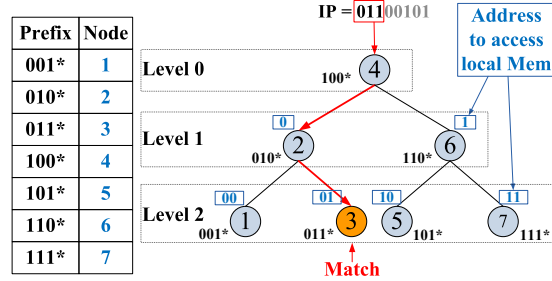 Prefix Node
001* 1
010* 2
011* 3
100* 4
101* 5
110* 6
111* 7
IP = 01100101
Address
to access
local Mem
Level 0
100* 4
Level 1
0 1
2 6
010* 110*
Level 2
00 01 10 11
1 3 5 7
001* 011* 101* 111*
Match